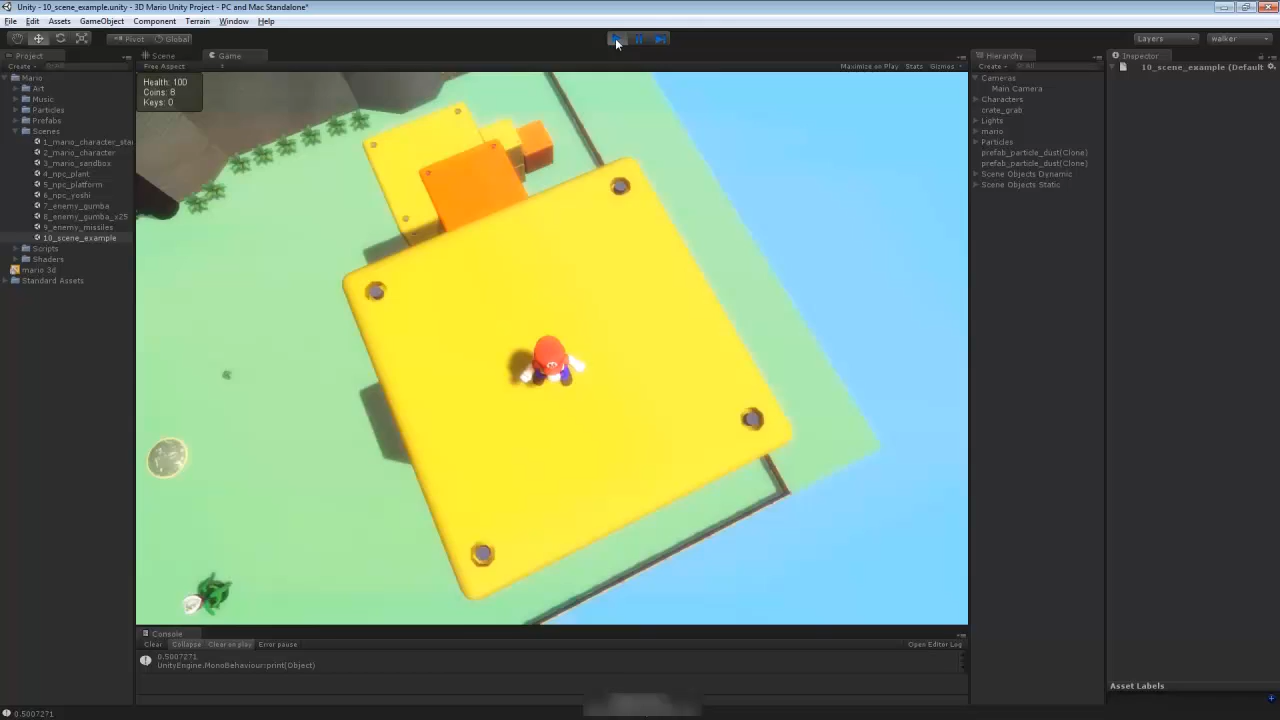 Unity - 10_scene_example.unity - 3D Mario Unity Project - PC and Mac Standalone*
File Edit Assets GameObject Component Terrain Window Help
Pivot Global Layers walker
Project Scene Game Hierarchy Inspector
Create All Free Aspect Maximize on Play Stats Gizmos Create All 10_scene_example (Default
Mario Cameras
Art Main Camera
Music Characters
Particles crate_grab
Prefabs Lights
Scenes mario
1_mario_character_sta Particles
2_mario_character prefab_particle_dust(Clone)
3_mario_sandbox prefab_particle_dust(Clone)
4_npc_plant Scene Objects Dynamic
5_npc_platform Scene Objects Static
6_npc_yoshi
7_enemy_gumba
8_enemy_gumba_x25
9_enemy_missiles
10_scene_example
Scripts
Shaders
mario 3d
Standard Assets
Health: 100
Coins: 8
Keys: 0
Console
Clear Collapse Clear on play Error pause Open Editor Log
0.5007271
UnityEngine.MonoBehaviour:print(Object)
Asset Labels
0.5007271